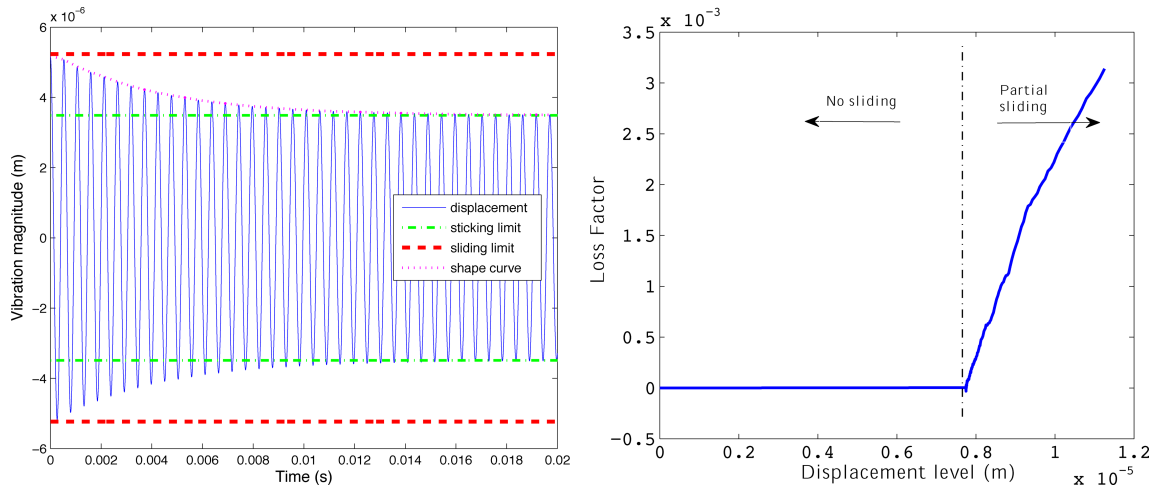 × 10⁻⁶
6
4
2
0
−2
−4
−6
Vibration magnitude (m)
displacement
sticking limit
sliding limit
shape curve
0
0.002
0.004
0.006
0.008
0.01
0.012
0.014
0.016
0.018
0.02
Time (s)
x 10⁻³
3.5
3
2.5
2
1.5
1
0.5
0
−0.5
Loss Factor
No sliding
Partial
sliding
0
0.2
0.4
0.6
0.8
1
1.2
Displacement level (m)
x 10⁻⁵